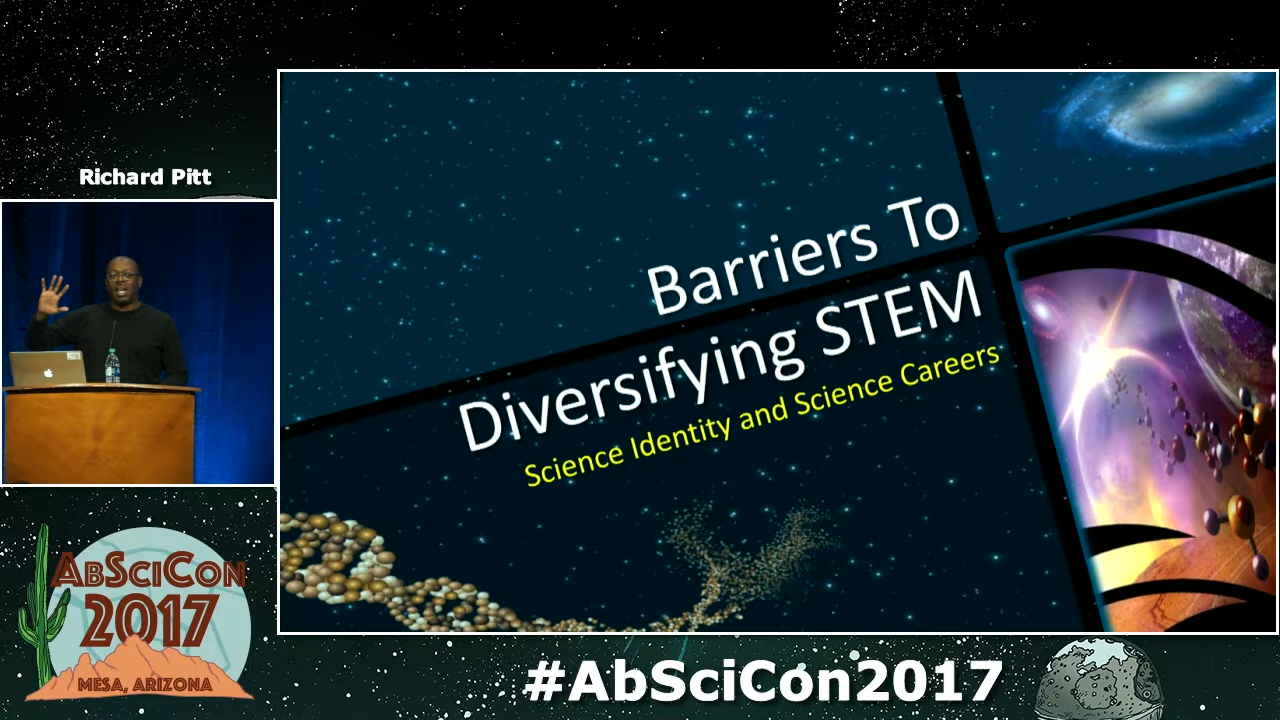 Richard Pitt
Barriers To
Diversifying STEM
Science Identity and Science Careers
AbSciCon
2017
Mesa, Arizona
#AbSciCon2017